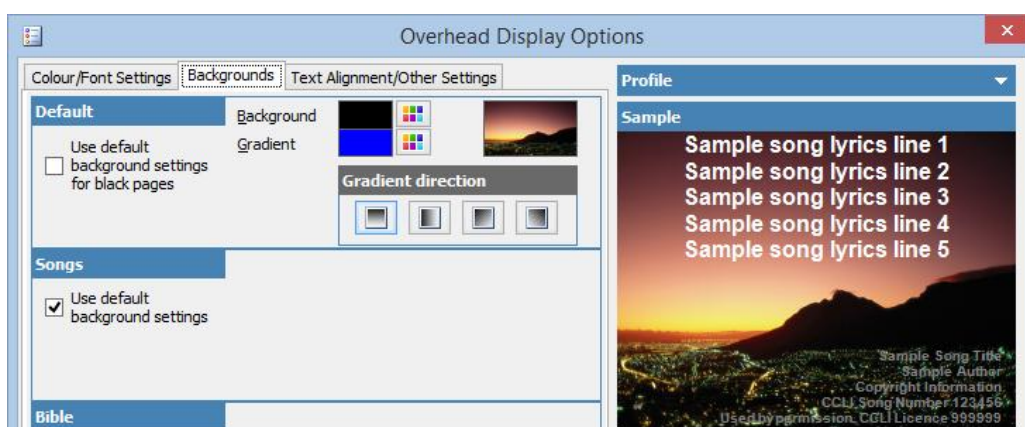 Overhead Display Options
Colour/Font Settings
Backgrounds
Text Alignment/Other Settings
Default
Use default
background settings
for black pages
Background
Gradient
Gradient direction
Songs
Use default
background settings
Bible
Profile
Sample
Sample song lyrics line 1
Sample song lyrics line 2
Sample song lyrics line 3
Sample song lyrics line 4
Sample song lyrics line 5
Sample Song Title
Sample Author
Copyright Information
CCLI Song Number 123456
Used by permission. CCLI Licence 999999